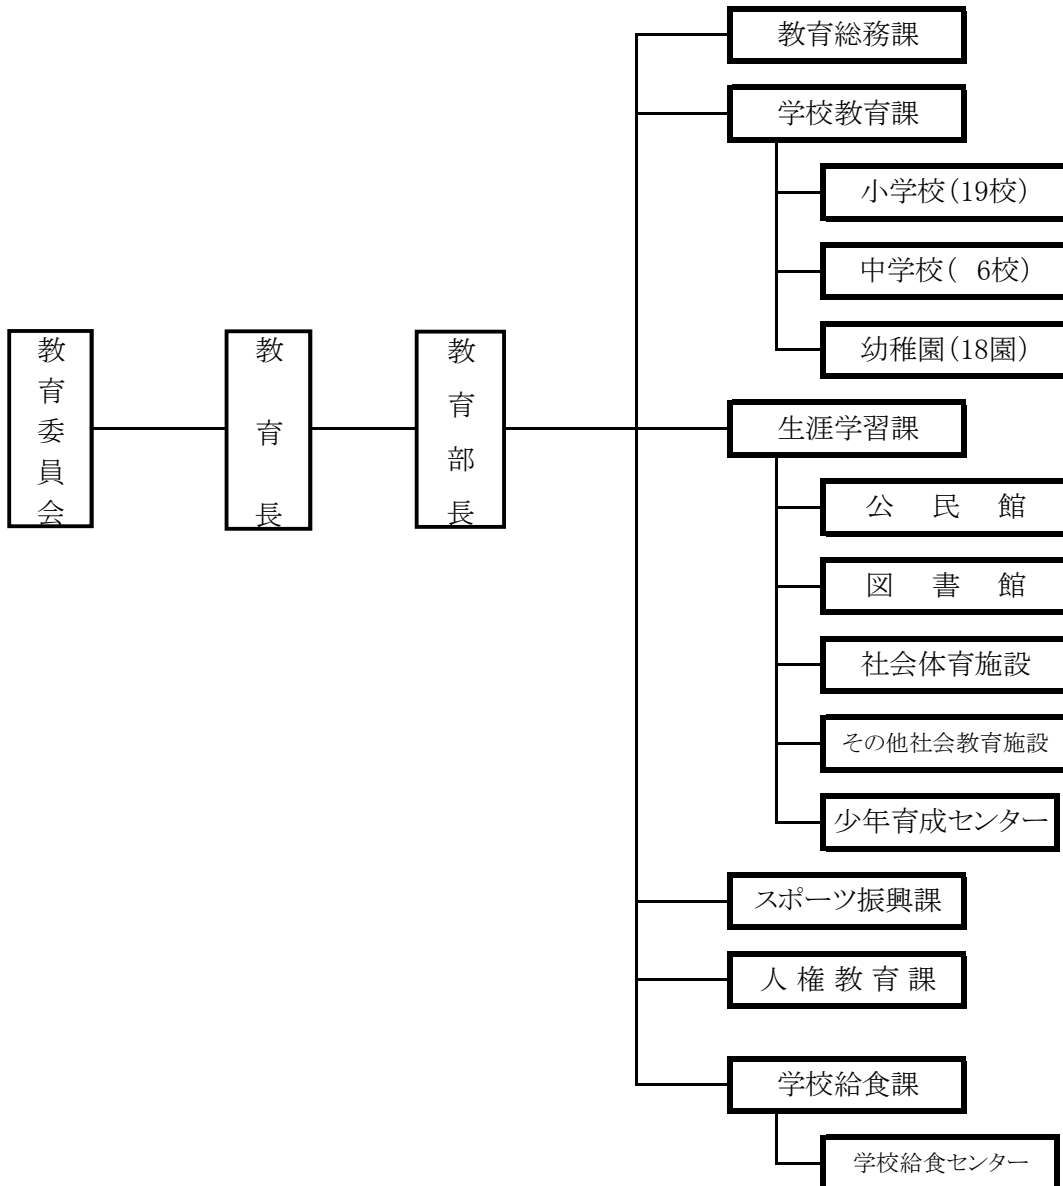 教育委員会
教育長
教育部長
教育総務課
学校教育課
小学校(19校)
中学校( 6校)
幼稚園(18園)
生涯学習課
公 民 館
図 書 館
社会体育施設
その他社会教育施設
少年育成センター
スポーツ振興課
人 権 教 育 課
学校給食課
学校給食センター